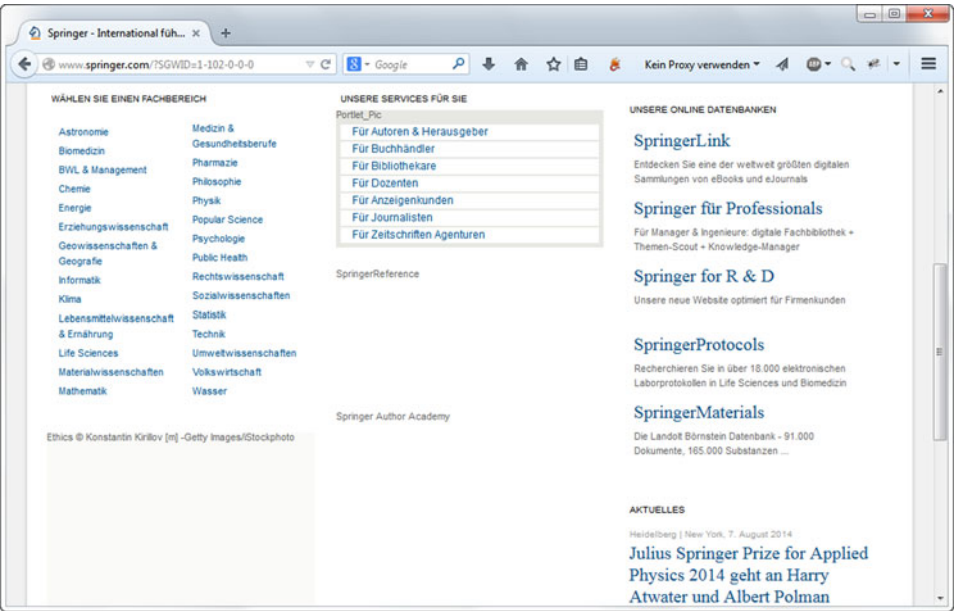 Springer - International füh...
www.springer.com/?SGWID=1-102-0-0-0
Google
Kein Proxy verwenden
WÄHLEN SIE EINEN FACHBEREICH
Astronomie
Biomedizin
BWL & Management
Chemie
Energie
Erziehungswissenschaft
Geowissenschaften &
Geografie
Informatik
Klima
Lebensmittelwissenschaft
& Ernährung
Life Sciences
Materialwissenschaften
Mathematik
Medizin &
Gesundheitsberufe
Pharmazie
Philosophie
Physik
Popular Science
Psychologie
Public Health
Rechtswissenschaft
Sozialwissenschaften
Statistik
Technik
Umweltwissenschaften
Volkswirtschaft
Wasser
Ethics © Konstantin Kirillov [m] -Getty Images/iStockphoto
UNSERE SERVICES FÜR SIE
Portlet_Pic
Für Autoren & Herausgeber
Für Buchhändler
Für Bibliothekare
Für Dozenten
Für Anzeigenkunden
Für Journalisten
Für Zeitschriften Agenturen
SpringerReference
Springer Author Academy
UNSERE ONLINE DATENBANKEN
SpringerLink
Entdecken Sie eine der weltweit größten digitalen
Sammlungen von eBooks und eJournals
Springer für Professionals
Für Manager & Ingenieure: digitale Fachbibliothek +
Themen-Scout + Knowledge-Manager
Springer for R & D
Unsere neue Website optimiert für Firmenkunden
SpringerProtocols
Recherchieren Sie in über 18.000 elektronischen
Laborprotokollen in Life Sciences und Biomedizin
SpringerMaterials
Die Landolt Börnstein Datenbank - 91.000
Dokumente, 165.000 Substanzen ...
AKTUELLES
Heidelberg | New York, 7. August 2014
Julius Springer Prize for Applied
Physics 2014 geht an Harry
Atwater und Albert Polman